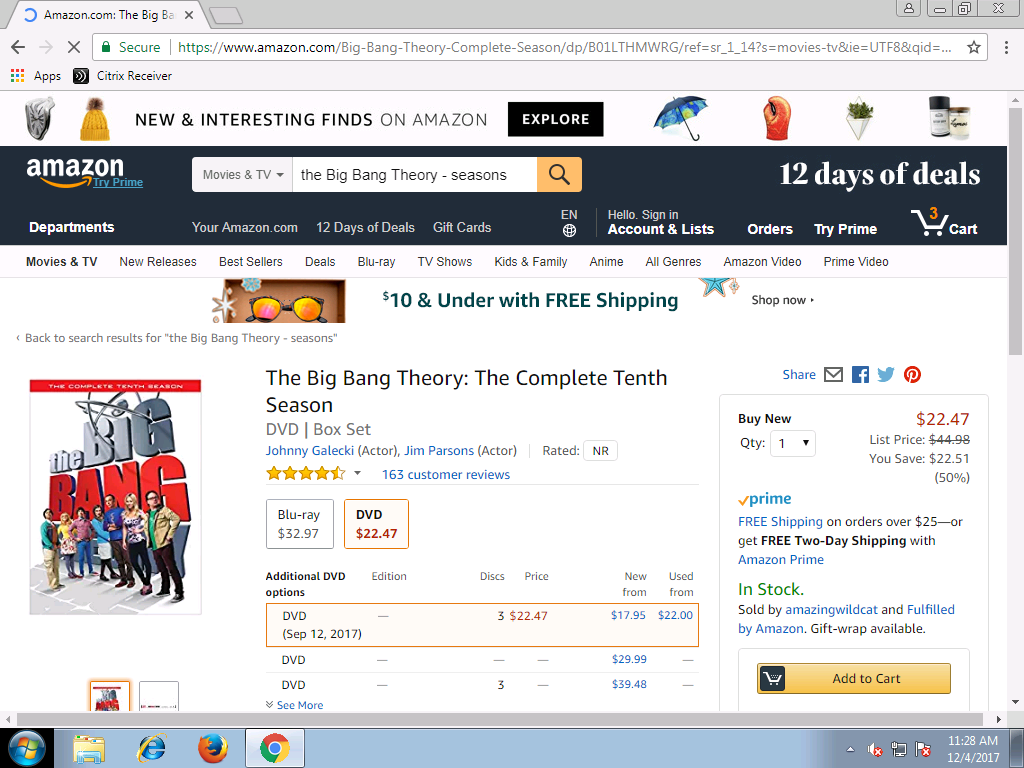 Amazon.com: The Big Ba
Secure
https://www.amazon.com/Big-Bang-Theory-Complete-Season/dp/B01LTHMWRG/ref=sr_1_14?s=movies-tv&ie=UTF8&qid=...
Apps
Citrix Receiver
NEW & INTERESTING FINDS ON AMAZON
EXPLORE
amazon
Try Prime
Movies & TV
the Big Bang Theory - seasons
12 days of deals
Departments
Your Amazon.com
12 Days of Deals
Gift Cards
EN
Hello. Sign in
Account & Lists
Orders
Try Prime
3
Cart
Movies & TV
New Releases
Best Sellers
Deals
Blu-ray
TV Shows
Kids & Family
Anime
All Genres
Amazon Video
Prime Video
$10 & Under with FREE Shipping
Shop now ▸
‹ Back to search results for "the Big Bang Theory - seasons"
THE COMPLETE TENTH SEASON
the BIG BANG
The Big Bang Theory: The Complete Tenth
Season
DVD | Box Set
Johnny Galecki (Actor), Jim Parsons (Actor)
Rated: NR
163 customer reviews
Blu-ray
$32.97
DVD
$22.47
Additional DVD options
Edition
Discs
Price
New from
Used from
DVD (Sep 12, 2017)
—
3
$22.47
$17.95
$22.00
DVD
—
—
—
$29.99
—
DVD
—
3
—
$39.48
—
See More
Share
Buy New
$22.47
Qty: 1
List Price: $44.98
You Save: $22.51
(50%)
prime
FREE Shipping on orders over $25—or
get FREE Two-Day Shipping with
Amazon Prime
In Stock.
Sold by amazingwildcat and Fulfilled
by Amazon. Gift-wrap available.
Add to Cart
11:28 AM
12/4/2017